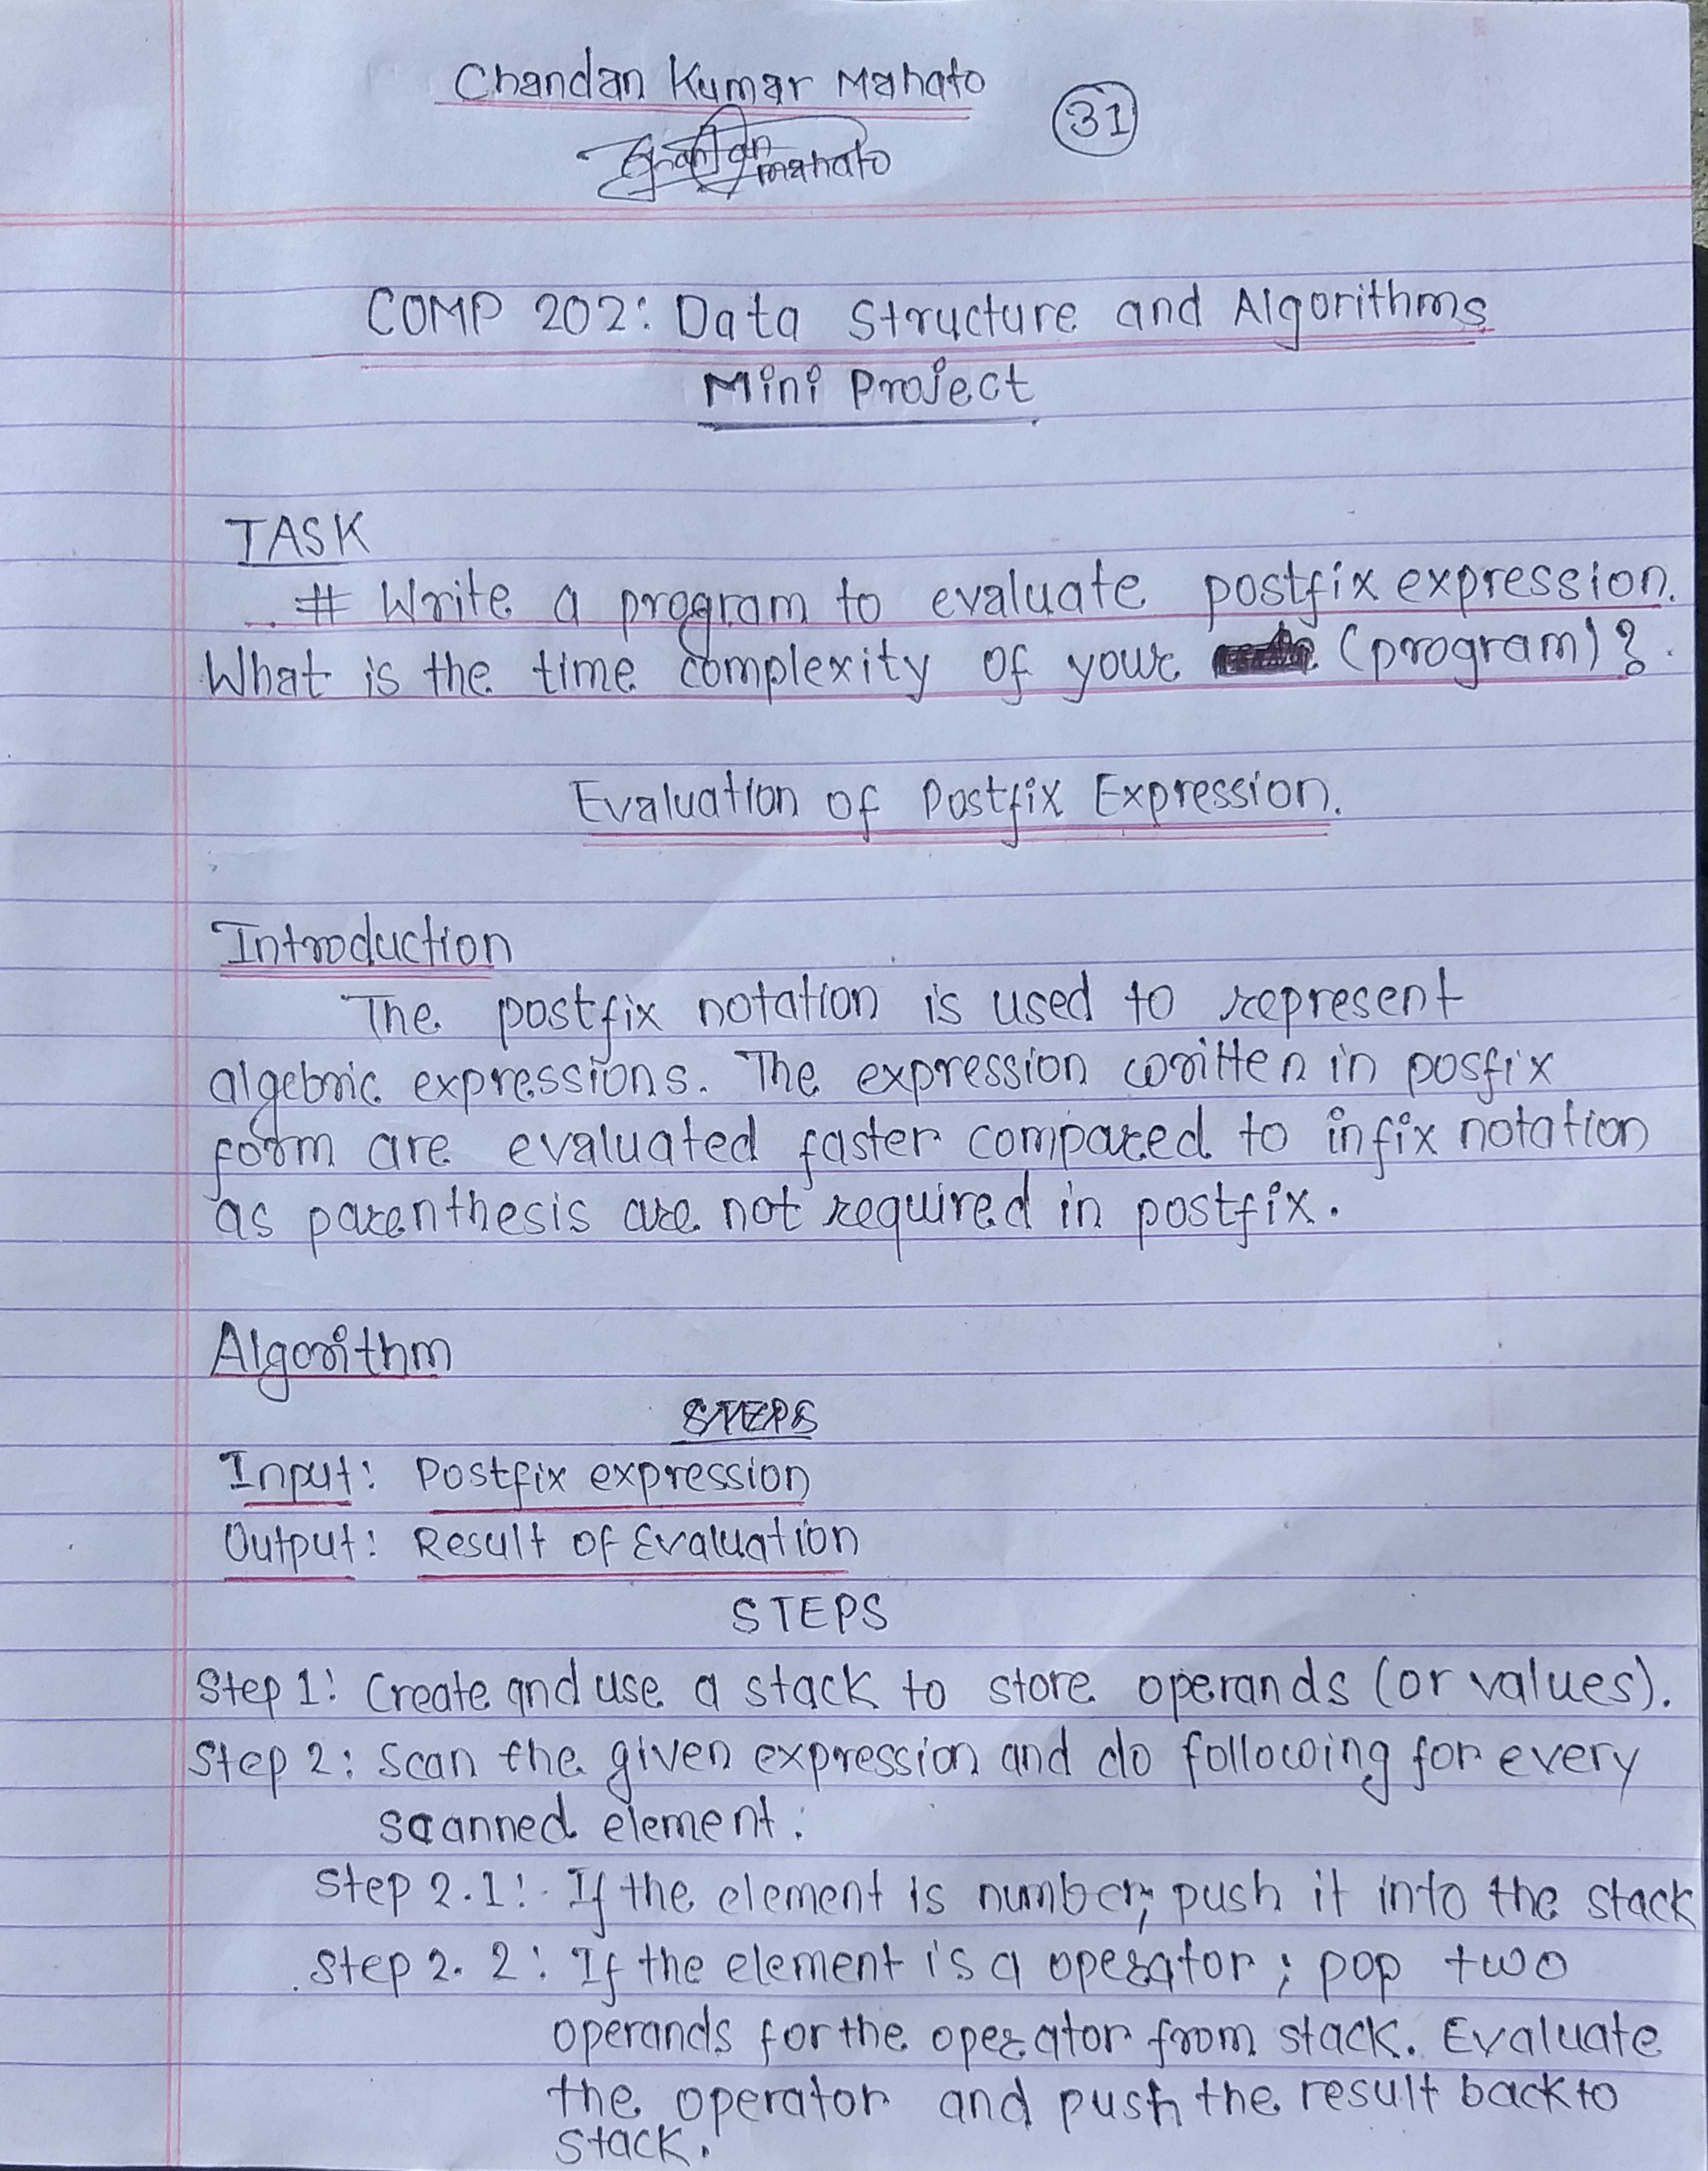 Chandan Kumar Mahato
31
Chandan
mahato
COMP 202: Data Structure and Algorithms
Mini Project
TASK
# Write a program to evaluate postfix expression.
What is the time complexity of your (program)?
Evaluation of Postfix Expression.
Introduction
The postfix notation is used to represent
algebric expressions. The expression written in posfix
form are evaluated faster compared to infix notation
as parenthesis are not required in postfix.
Algorithm
STEPS
Input: Postfix expression
Output: Result of Evaluation
STEPS
Step 1: Create and use a stack to store operands (or values).
Step 2: Scan the given expression and do following for every
scanned element:
Step 2.1: If the element is number, push it into the stack
Step 2.2: If the element is a operator; pop two
operands for the operator from stack. Evaluate
the operator and push the result back to
stack.